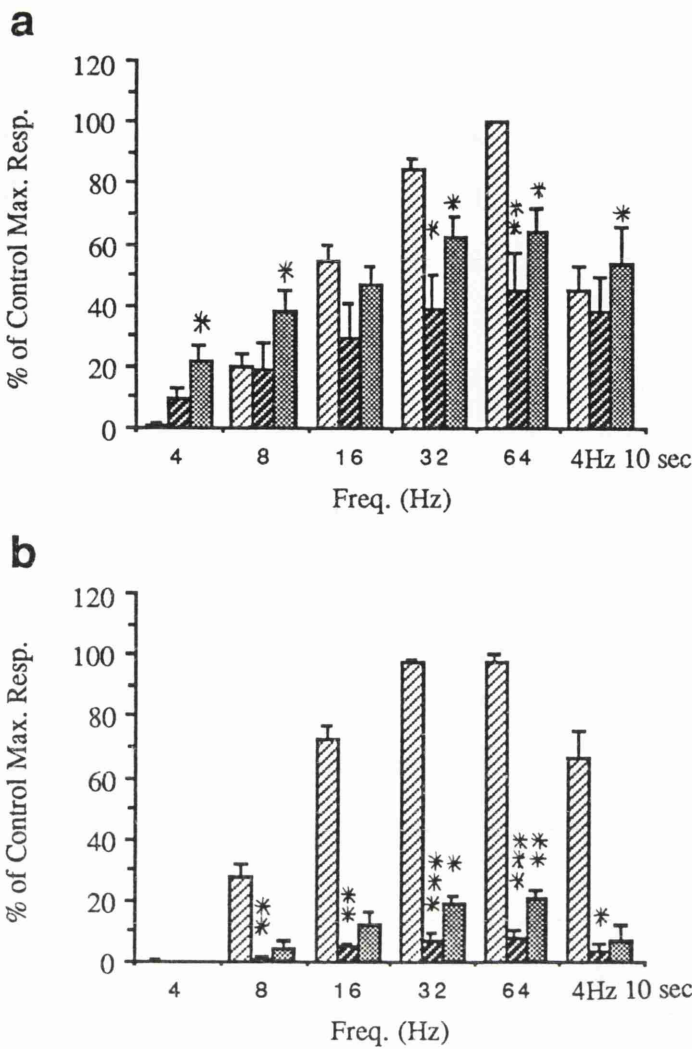 a
% of Control Max. Resp.
120
100
80
60
40
20
0
4 8 16 32 64 4Hz 10 sec
Freq. (Hz)
* * * * ** * *
b
% of Control Max. Resp.
120
100
80
60
40
20
0
4 8 16 32 64 4Hz 10 sec
Freq. (Hz)
** ** *** * *** ** *